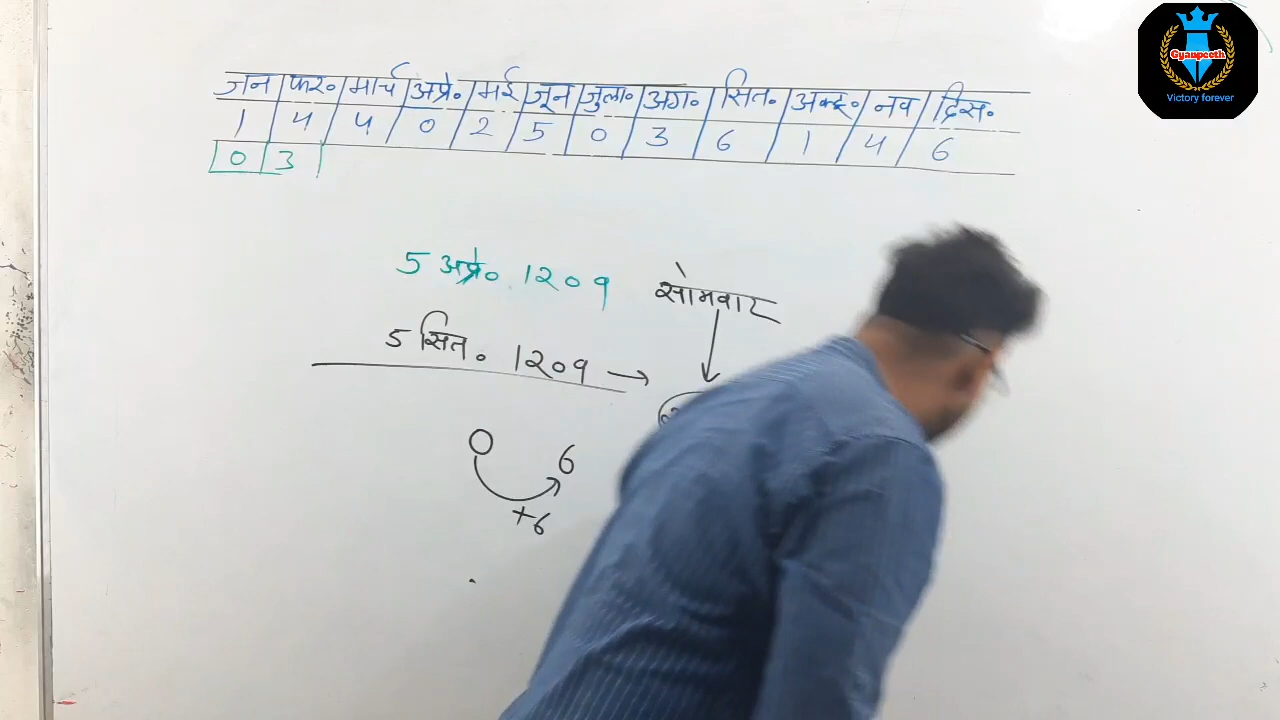 Gyanpeeth
Victory forever
जन फर० मार्च अप्रे० मई जून जुला० अग० सित० अक्टू० नव दिस०
1 4 4 0 2 5 0 3 6 1 4 6
0 3
5 अप्रे० 1209 सोमवार
5 सित० 1209 →
0 6
+6